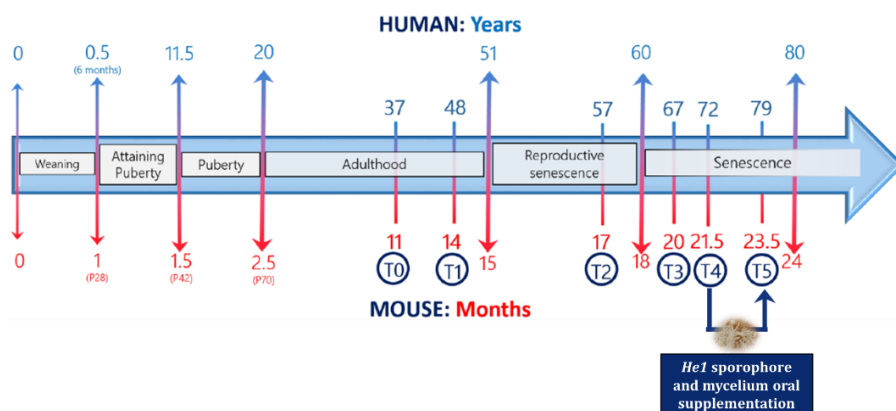 HUMAN: Years
0 0.5 11.5 20 51 60 80
(6 months)
37 48 57 67 72 79
Weaning
Attaining
Puberty
Puberty
Adulthood
Reproductive
senescence
Senescence
0 1 1.5 2.5 11 14 15 17 18 20 21.5 23.5 24
(P28) (P42) (P70)
T0 T1 T2 T3 T4 T5
MOUSE: Months
He1 sporophore
and mycelium oral
supplementation